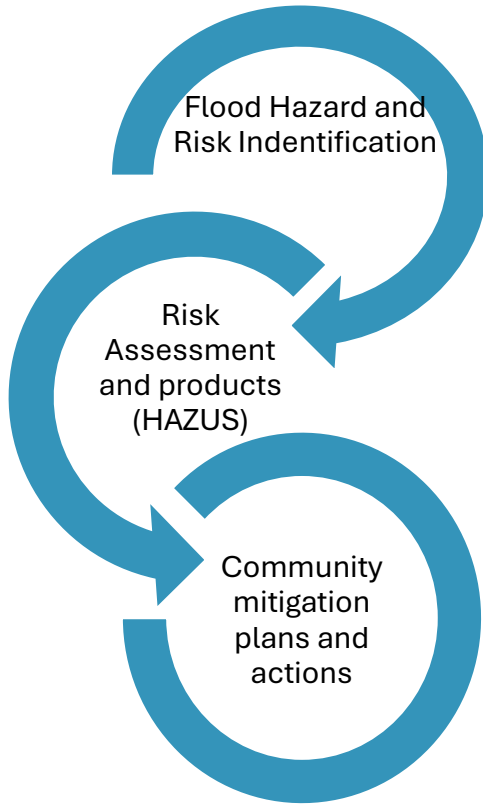 Flood Hazard and
Risk Indentification
Risk
Assessment
and products
(HAZUS)
Community
mitigation
plans and
actions